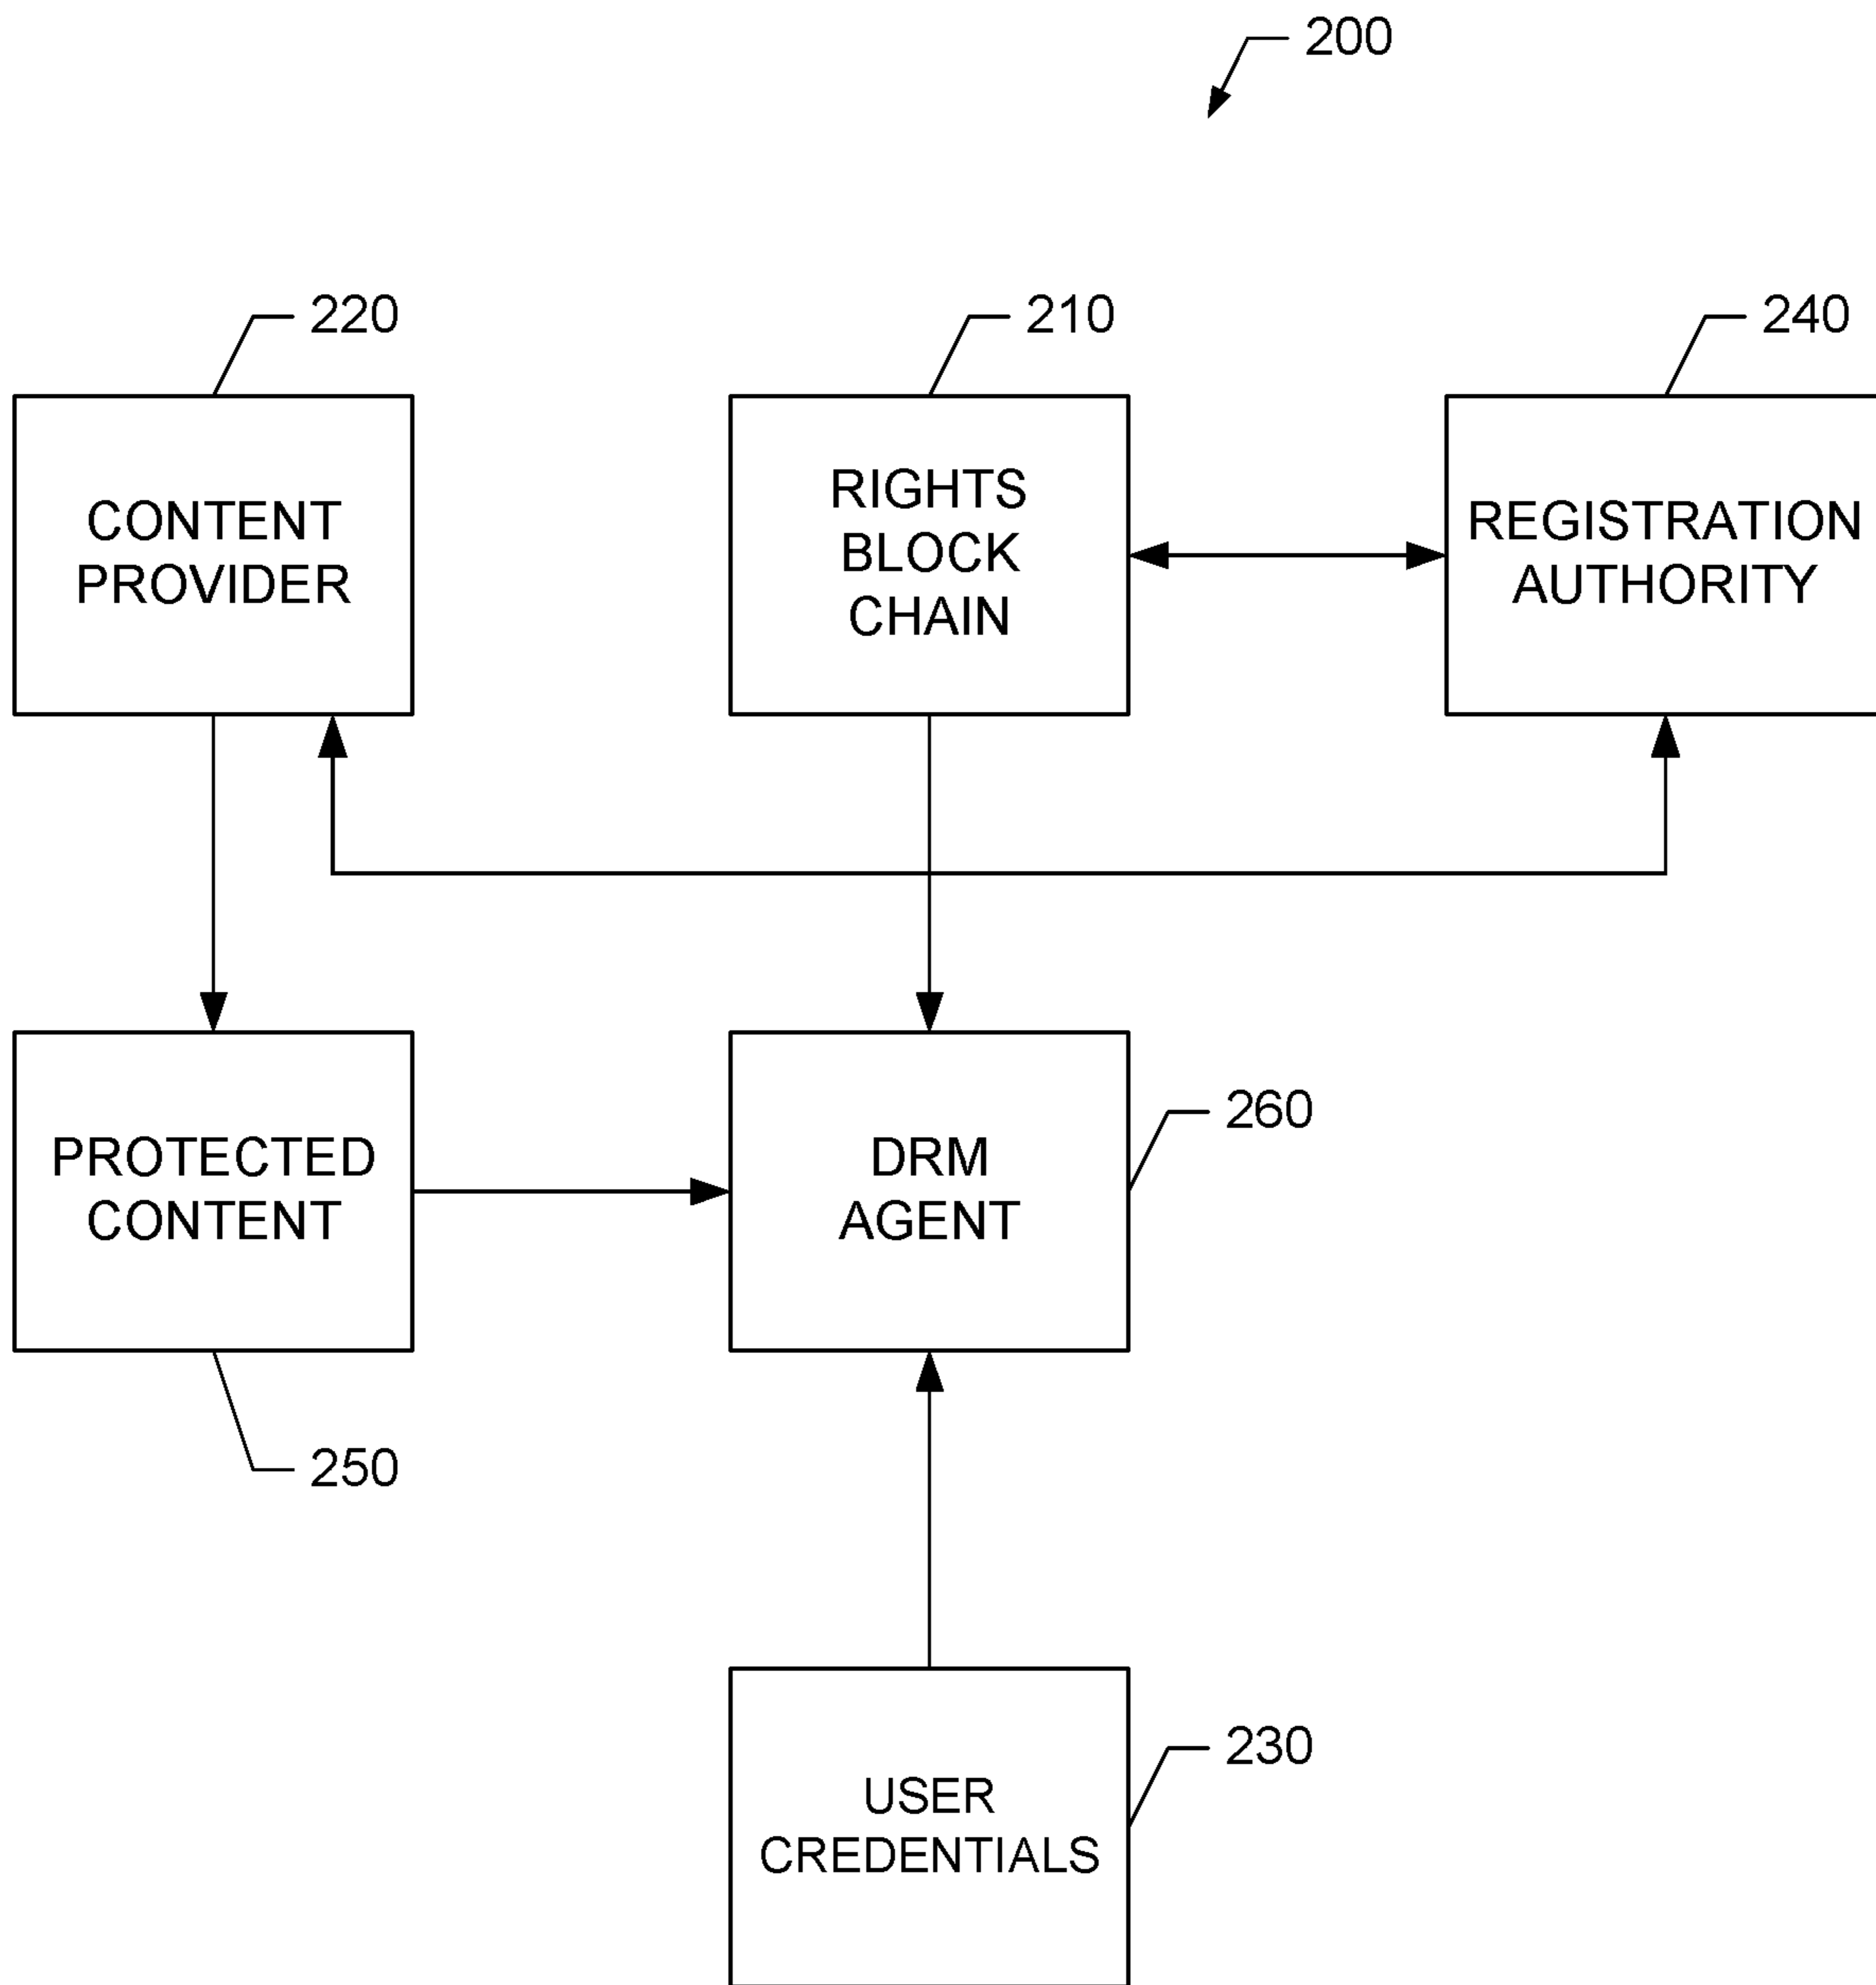 200
220
210
240
CONTENT
PROVIDER
RIGHTS
BLOCK
CHAIN
REGISTRATION
AUTHORITY
PROTECTED
CONTENT
DRM
AGENT
260
250
USER
CREDENTIALS
230